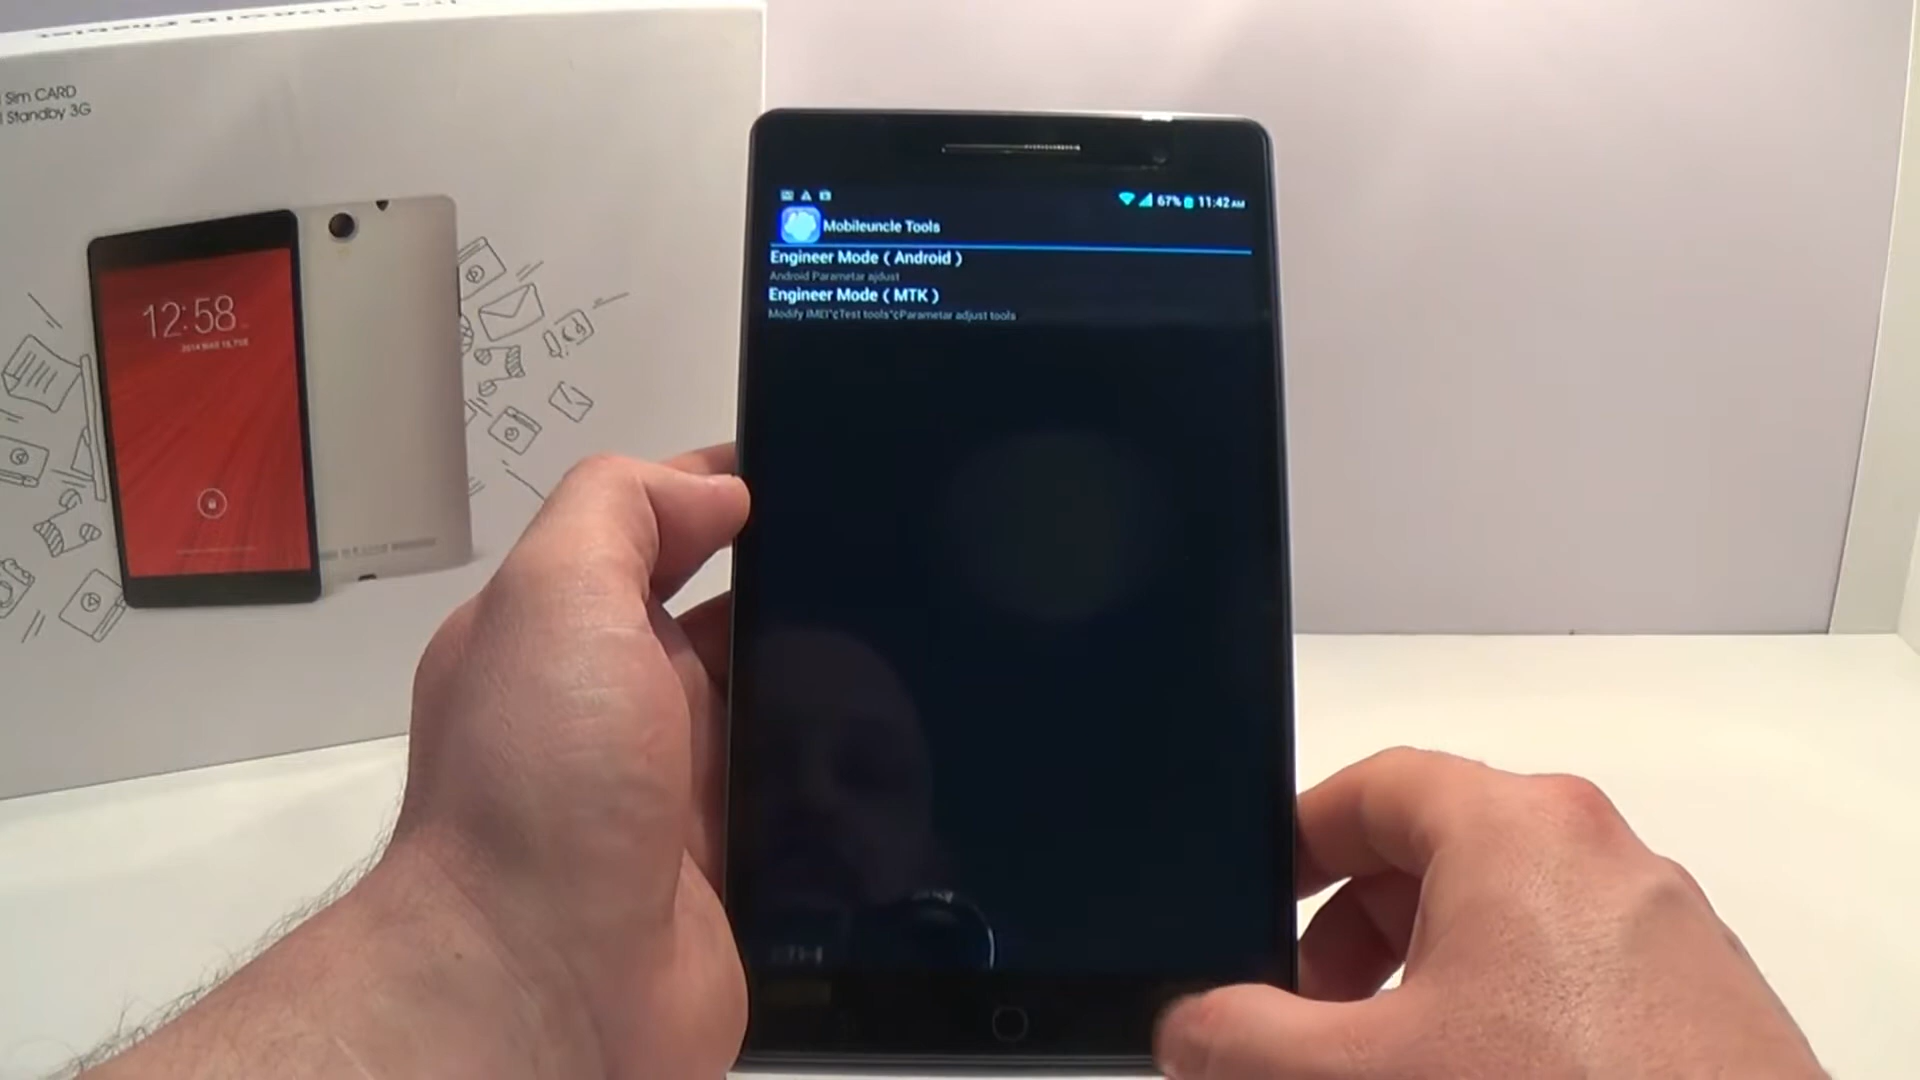 Sim CARD
Standby 3G
12:58
67% 11:42 AM
Mobileuncle Tools
Engineer Mode ( Android )
Android Parametar ajdust
Engineer Mode ( MTK )
Modify IMEI"¢Test tools"¢Parametar adjust tools